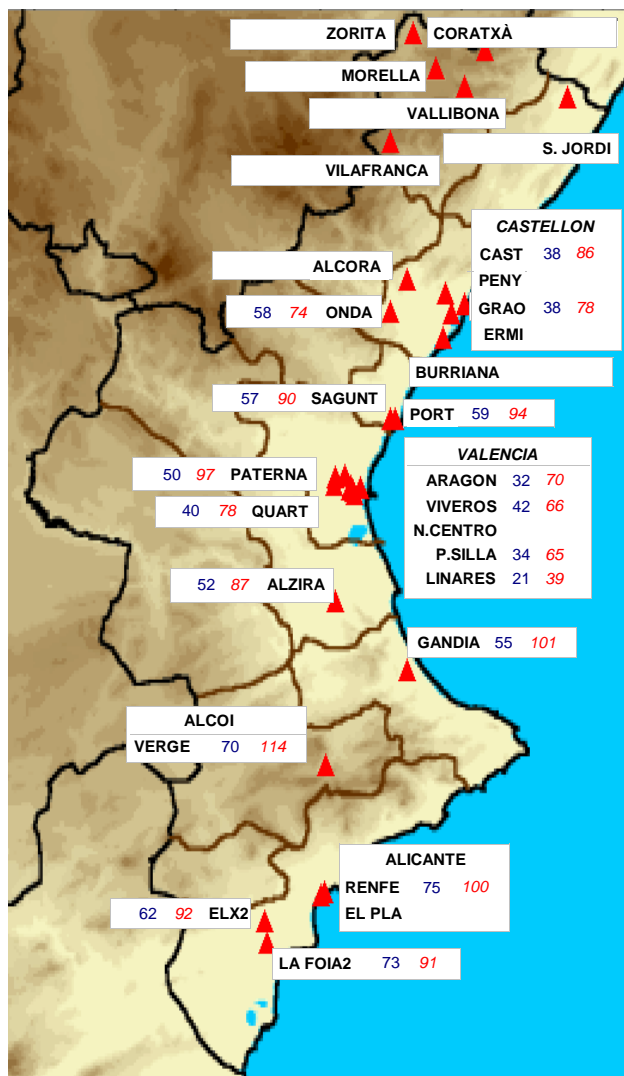 ZORITA CORATXÀ
MORELLA
VALLIBONA
S. JORDI
VILAFRANCA
CASTELLON
CAST 38 86
PENY
GRAO 38 78
ERMI
ALCORA
58 74 ONDA
BURRIANA
57 90 SAGUNT
PORT 59 94
50 97 PATERNA
40 78 QUART
VALENCIA
ARAGON 32 70
VIVEROS 42 66
N.CENTRO
P.SILLA 34 65
LINARES 21 39
52 87 ALZIRA
GANDIA 55 101
ALCOI
VERGE 70 114
ALICANTE
RENFE 75 100
EL PLA
62 92 ELX2
LA FOIA2 73 91